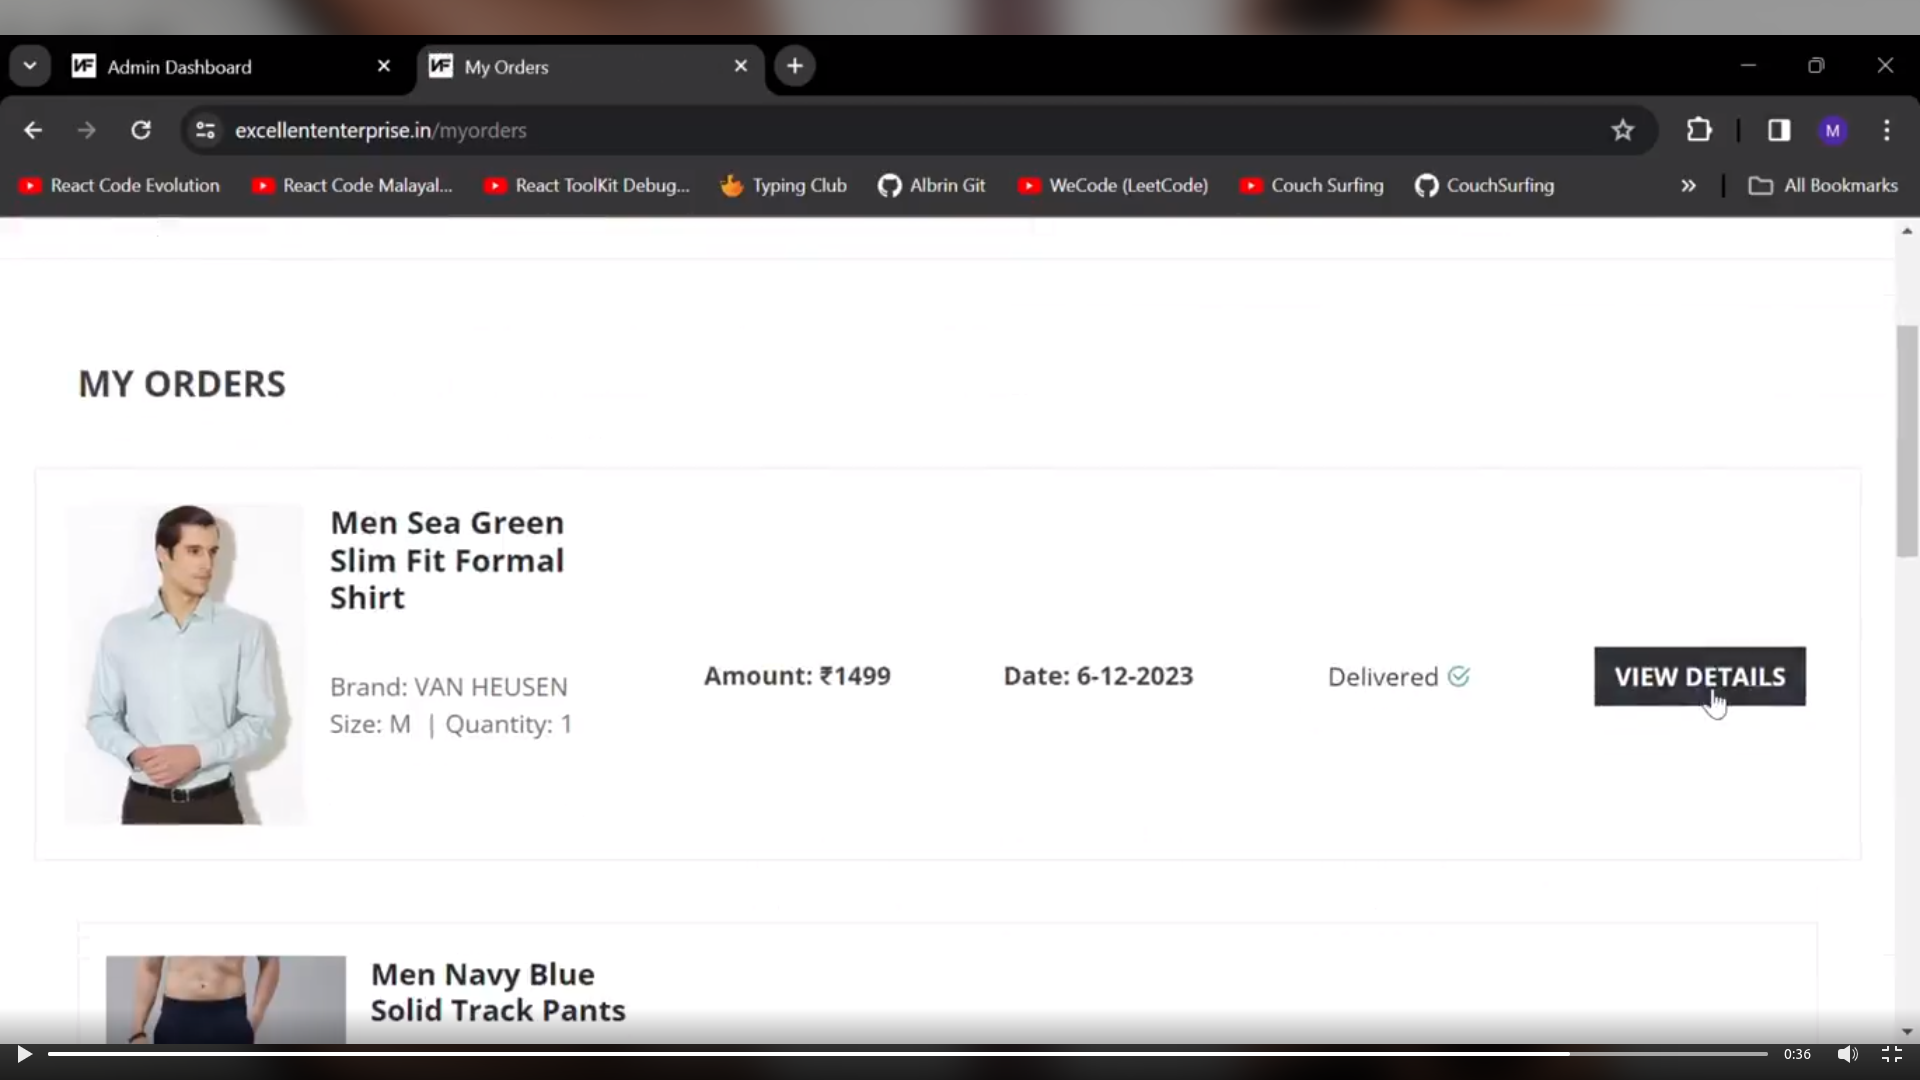 Admin Dashboard
My Orders
excellententerprise.in/myorders
M
React Code Evolution
React Code Malayal...
React ToolKit Debug...
Typing Club
Albrin Git
WeCode (LeetCode)
Couch Surfing
CouchSurfing
All Bookmarks
MY ORDERS
Men Sea Green
Slim Fit Formal
Shirt
Brand: VAN HEUSEN
Size: M | Quantity: 1
Amount: ₹1499
Date: 6-12-2023
Delivered
VIEW DETAILS
Men Navy Blue
Solid Track Pants
0:36